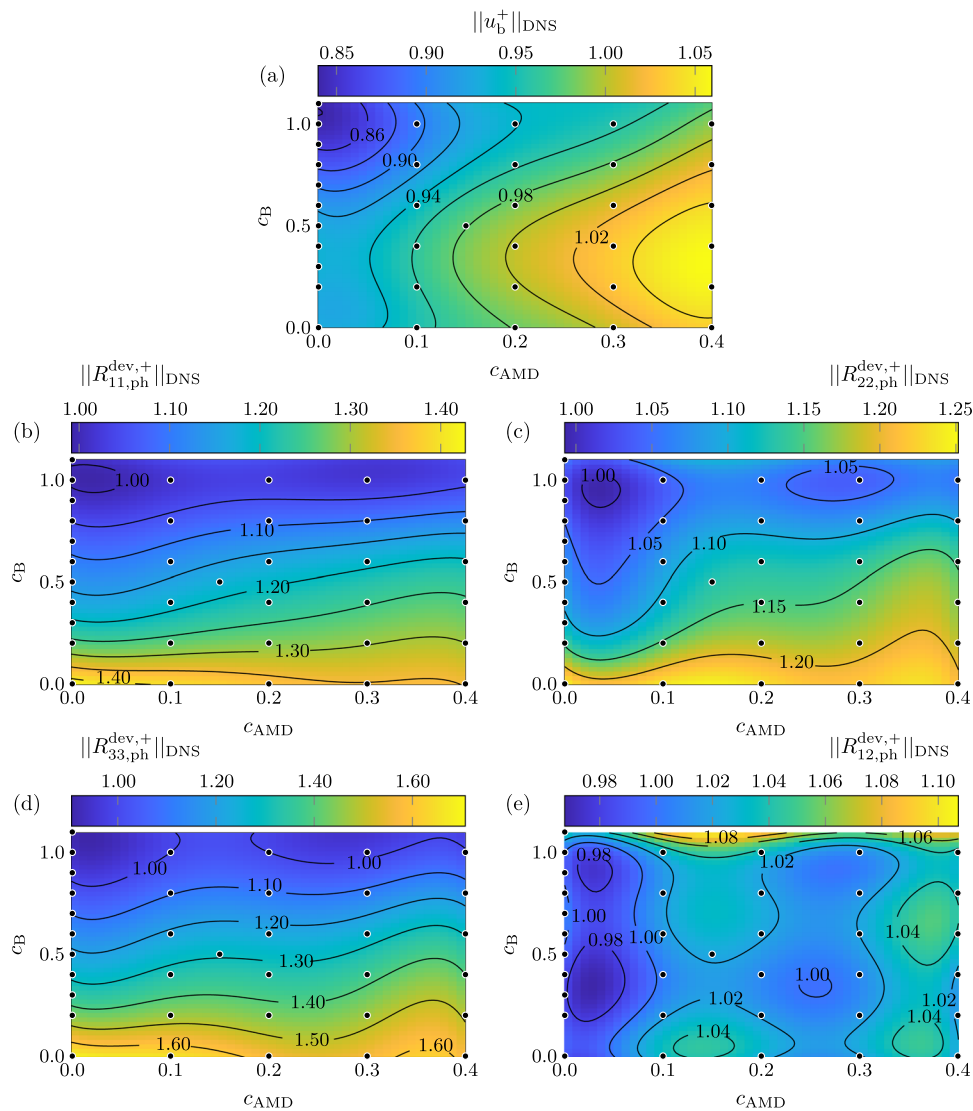 ||u_b^+||_DNS
0.85 0.90 0.95 1.00 1.05
(a)
1.0
0.86
0.90
0.94 0.98
0.5
1.02
c_B
0.0
0.0 0.1 0.2 0.3 0.4
c_AMD
||R_{11,ph}^{dev,+}||_DNS
1.00 1.10 1.20 1.30 1.40
(b)
1.0
1.00
1.10
0.5
1.20
1.30
c_B
1.40
0.0
0.0 0.1 0.2 0.3 0.4
c_AMD
||R_{22,ph}^{dev,+}||_DNS
1.00 1.05 1.10 1.15 1.20 1.25
(c)
1.00 1.05
1.0
1.05 1.10
0.5
1.15
1.20
c_B
0.0
0.0 0.1 0.2 0.3 0.4
c_AMD
||R_{33,ph}^{dev,+}||_DNS
1.00 1.20 1.40 1.60
(d)
1.0
1.00 1.00
1.10
1.20
0.5
1.30
1.40
1.50
1.60 1.60
c_B
0.0
0.0 0.1 0.2 0.3 0.4
c_AMD
||R_{12,ph}^{dev,+}||_DNS
0.98 1.00 1.02 1.04 1.06 1.08 1.10
(e)
1.08 1.06
1.0
0.98 1.02
1.00
0.98 1.00 1.04
0.5
1.00
1.02 1.02
1.04 1.04
c_B
0.0
0.0 0.1 0.2 0.3 0.4
c_AMD